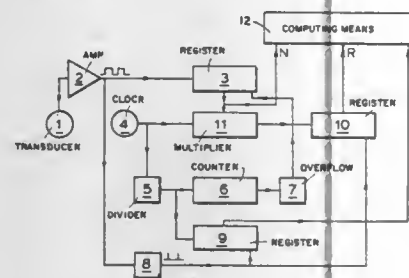 12 COMPUTING MEANS
AMP
2
REGISTER
3
N
R
1
TRANSDUCER
CLOCK
4
11
MULTIPLIER
10
REGISTER
5
DIVIDER
COUNTER
6
7
OVERFLOW
9
REGISTER
8